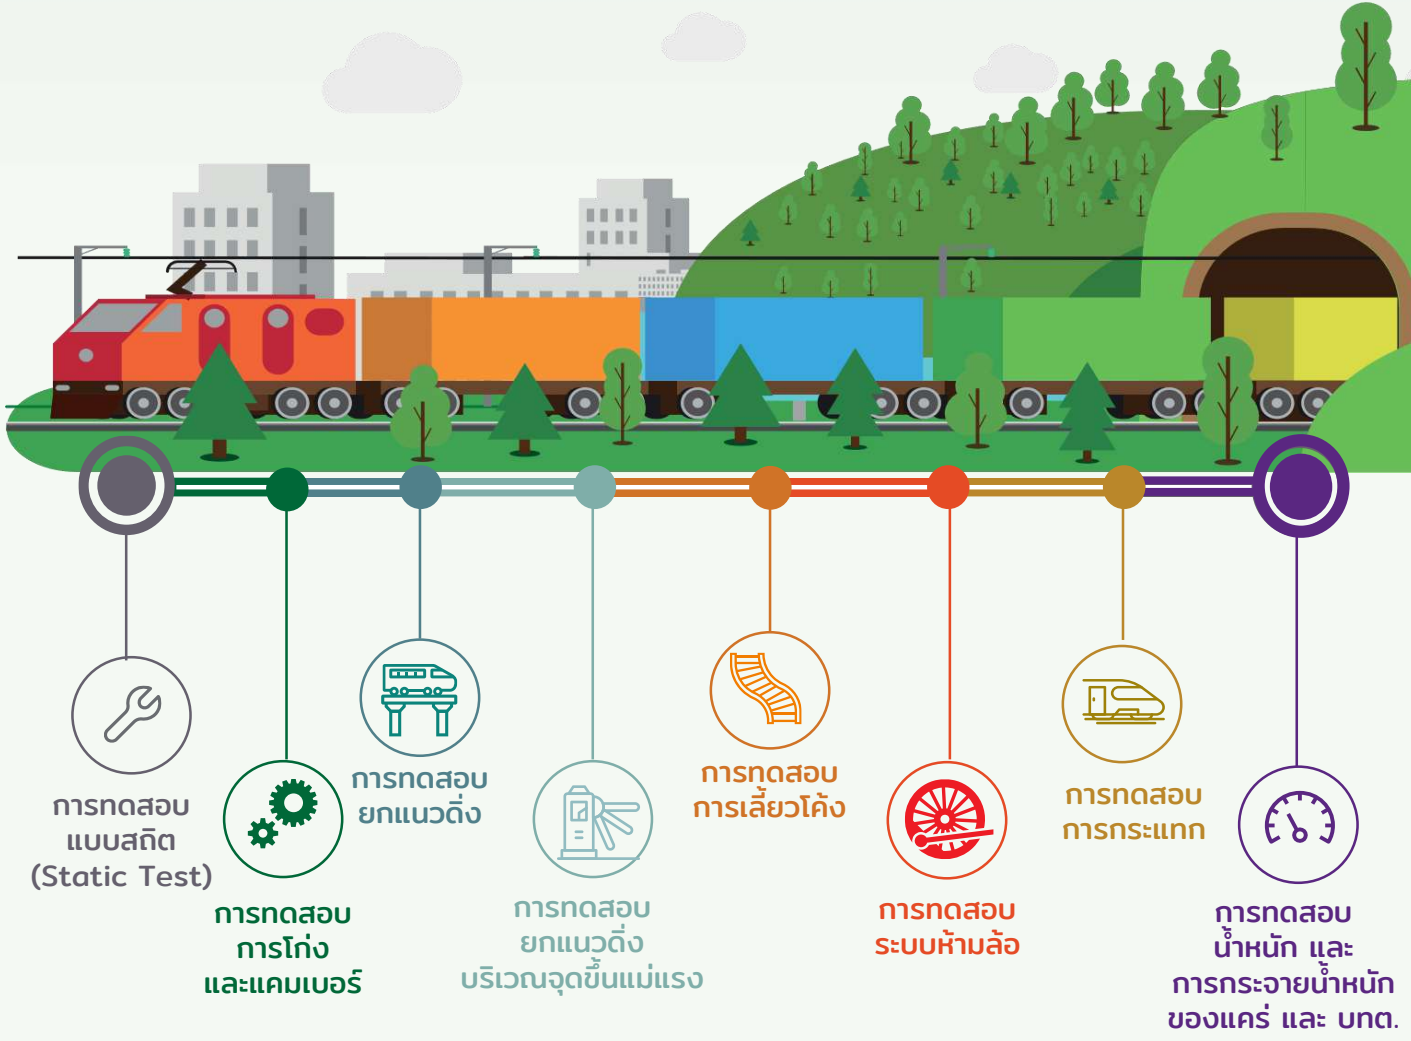 การทดสอบ
แบบสถิต
(Static Test)
การทดสอบ
การโก่ง
และแคมเบอร์
การทดสอบ
ยกแนวดิ่ง
การทดสอบ
ยกแนวดิ่ง
บริเวณจุดขึ้นแม่แรง
การทดสอบ
การเลี้ยวโค้ง
การทดสอบ
ระบบห้ามล้อ
การทดสอบ
การกระแทก
การทดสอบ
น้ำหนัก และ
การกระจายน้ำหนัก
ของแคร่ และ บทต.